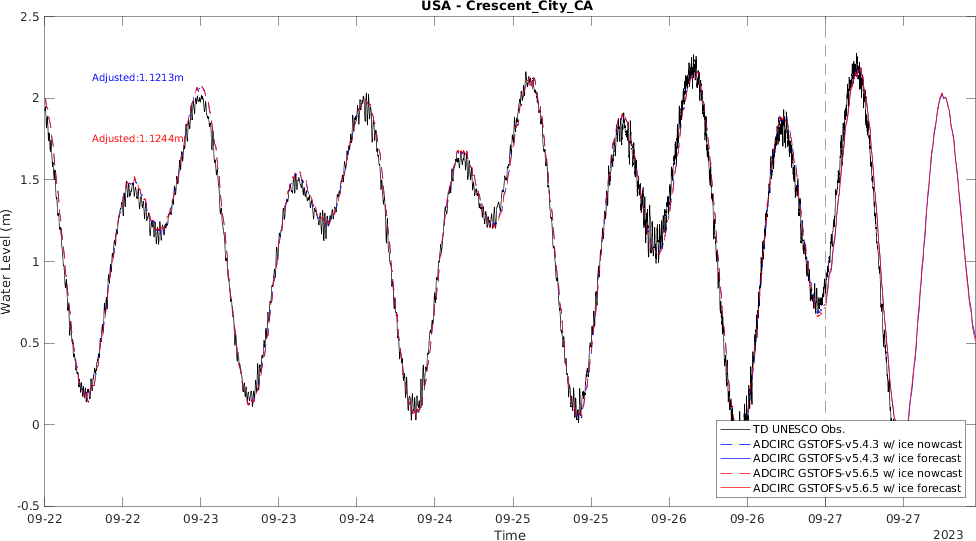 USA - Crescent_City_CA
2.5
Adjusted:1.1213m
2
Adjusted:1.1244m
1.5
Water Level (m)
1
0.5
0
TD UNESCO Obs.
ADCIRC GSTOFS-v5.4.3 w/ ice nowcast
ADCIRC GSTOFS-v5.4.3 w/ ice forecast
ADCIRC GSTOFS-v5.6.5 w/ ice nowcast
ADCIRC GSTOFS-v5.6.5 w/ ice forecast
-0.5
09-22 09-22 09-23 09-23 09-24 09-24 09-25 09-25 09-26 09-26 09-27 09-27
Time
2023